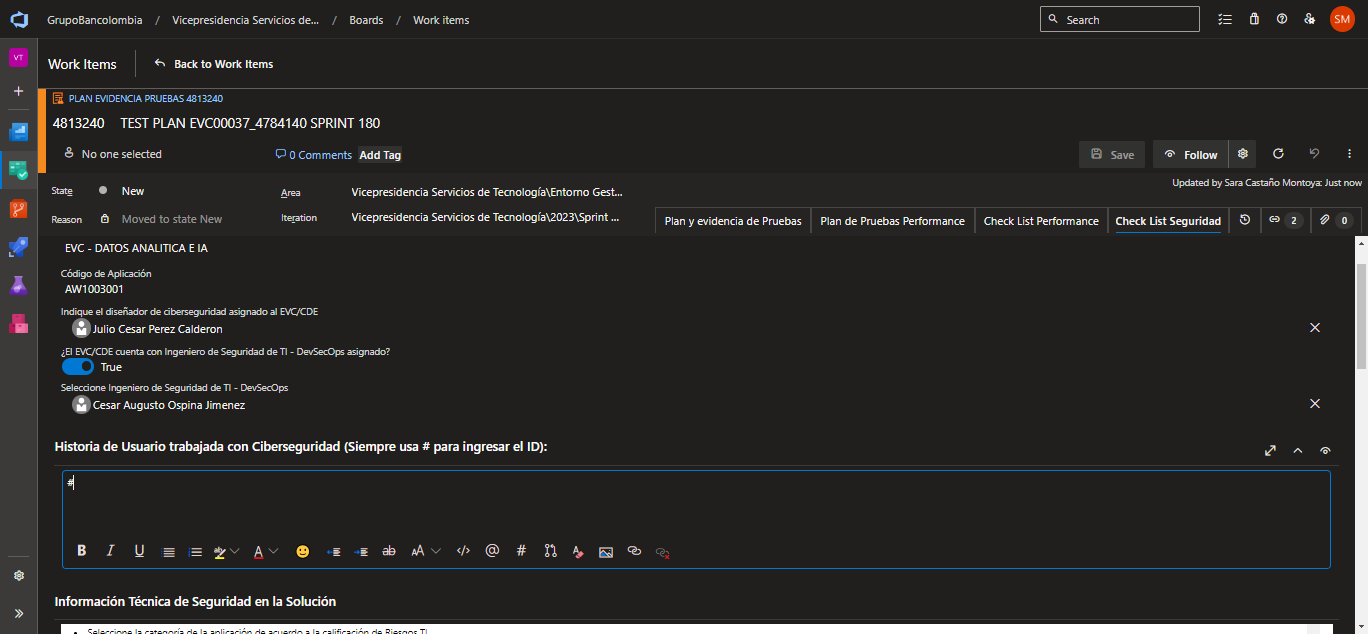 GrupoBancolombia / Vicepresidencia Servicios de... / Boards / Work items
Search
SM
VT
Work Items
Back to Work Items
PLAN EVIDENCIA PRUEBAS 4813240
4813240 TEST PLAN EVC00037_4784140 SPRINT 180
No one selected
0 Comments
Add Tag
Save
Follow
Updated by Sara Castaño Montoya: Just now
State New
Area Vicepresidencia Servicios de Tecnología\Entorno Gest...
Reason Moved to state New
Iteration Vicepresidencia Servicios de Tecnología\2023\Sprint ...
Plan y evidencia de Pruebas
Plan de Pruebas Performance
Check List Performance
Check List Seguridad
2
0
EVC - DATOS ANALITICA E IA
Código de Aplicación
AW1003001
Indique el diseñador de ciberseguridad asignado al EVC/CDE
Julio Cesar Perez Calderon
¿El EVC/CDE cuenta con Ingeniero de Seguridad de TI - DevSecOps asignado?
True
Seleccione Ingeniero de Seguridad de TI - DevSecOps
Cesar Augusto Ospina Jimenez
Historia de Usuario trabajada con Ciberseguridad (Siempre usa # para ingresar el ID):
#
B I U ab A ab AA </> @ # A
Información Técnica de Seguridad en la Solución
• Seleccione la categoría de la aplicación de acuerdo a la calificación de Riesgos TI